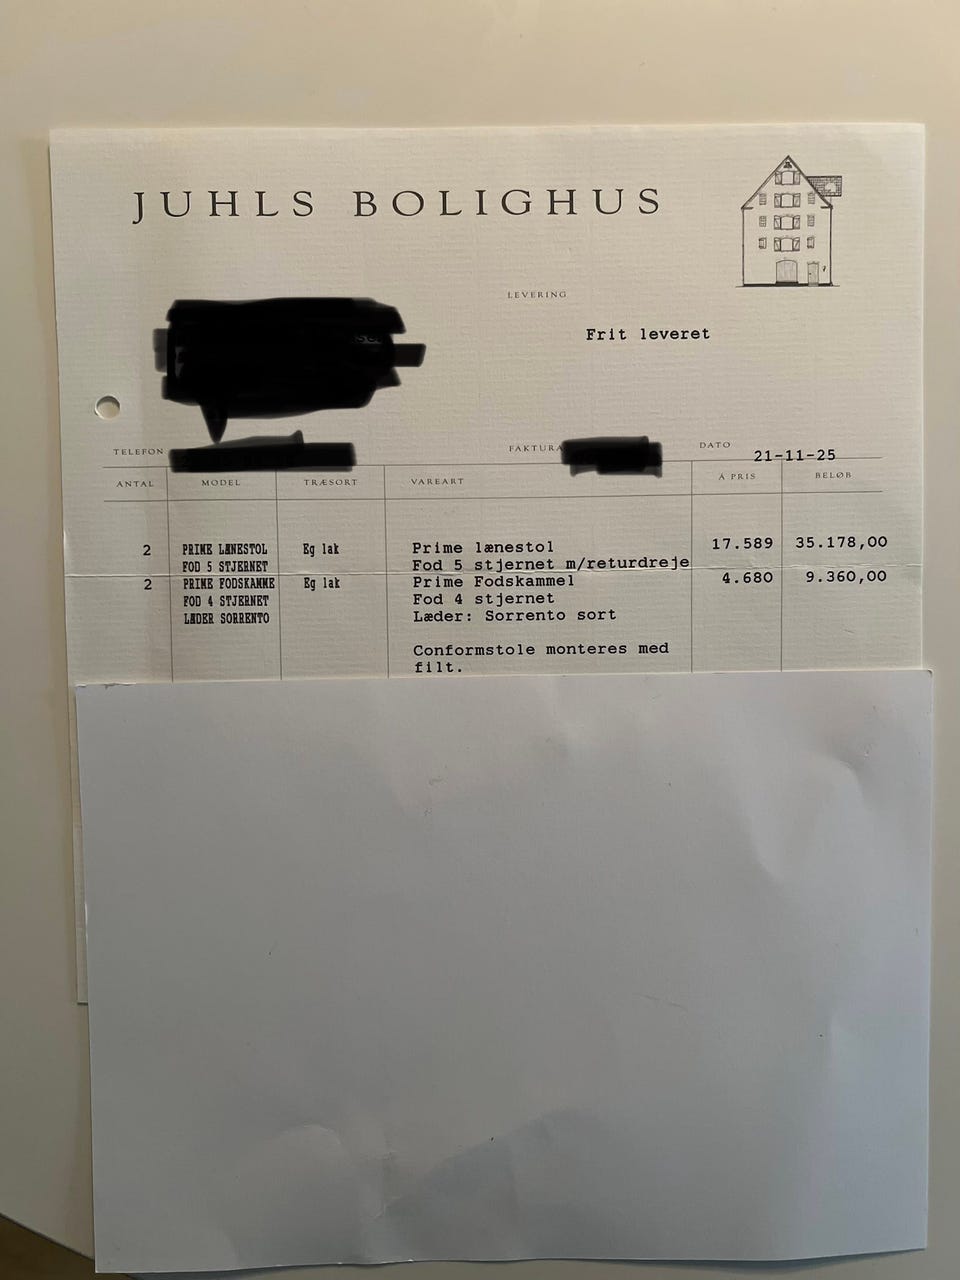 JUHLS BOLIGHUS
LEVERING
Frit leveret
TELEFON FAKTURA DATO 21-11-25
ANTAL MODEL TRÆSORT VAREART À PRIS BELØB
2 PRIME LÆNESTOL Eg lak Prime lænestol 17.589 35.178,00
FOD 5 STJERNET Fod 5 stjernet m/returdreje
2 PRIME FODSKAMME Eg lak Prime Fodskammel 4.680 9.360,00
FOD 4 STJERNET Fod 4 stjernet
LÆDER SORRENTO Læder: Sorrento sort
Conformstole monteres med
filt.